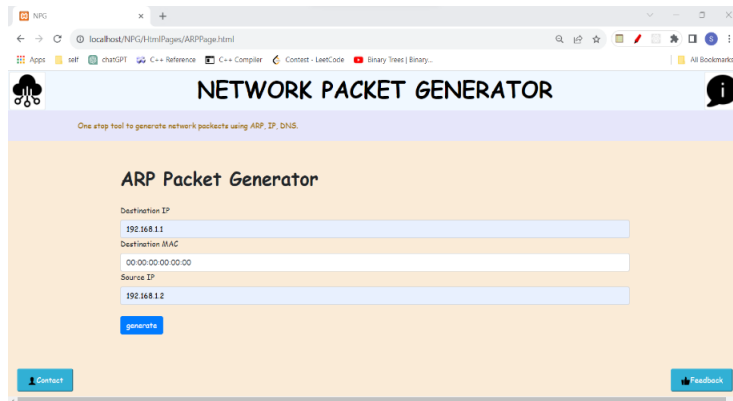 NPG
localhost/NPG/HtmlPages/ARPPage.html
S
Apps self chatGPT C++ Reference C++ Compiler Contest - LeetCode Binary Trees | Binary... All Bookmarks
NETWORK PACKET GENERATOR
i
One stop tool to generate network packects using ARP, IP, DNS.
ARP Packet Generator
Destination IP
192.168.1.1
Destination MAC
00:00:00:00:00:00
Source IP
192.168.1.2
generate
Contact
Feedback